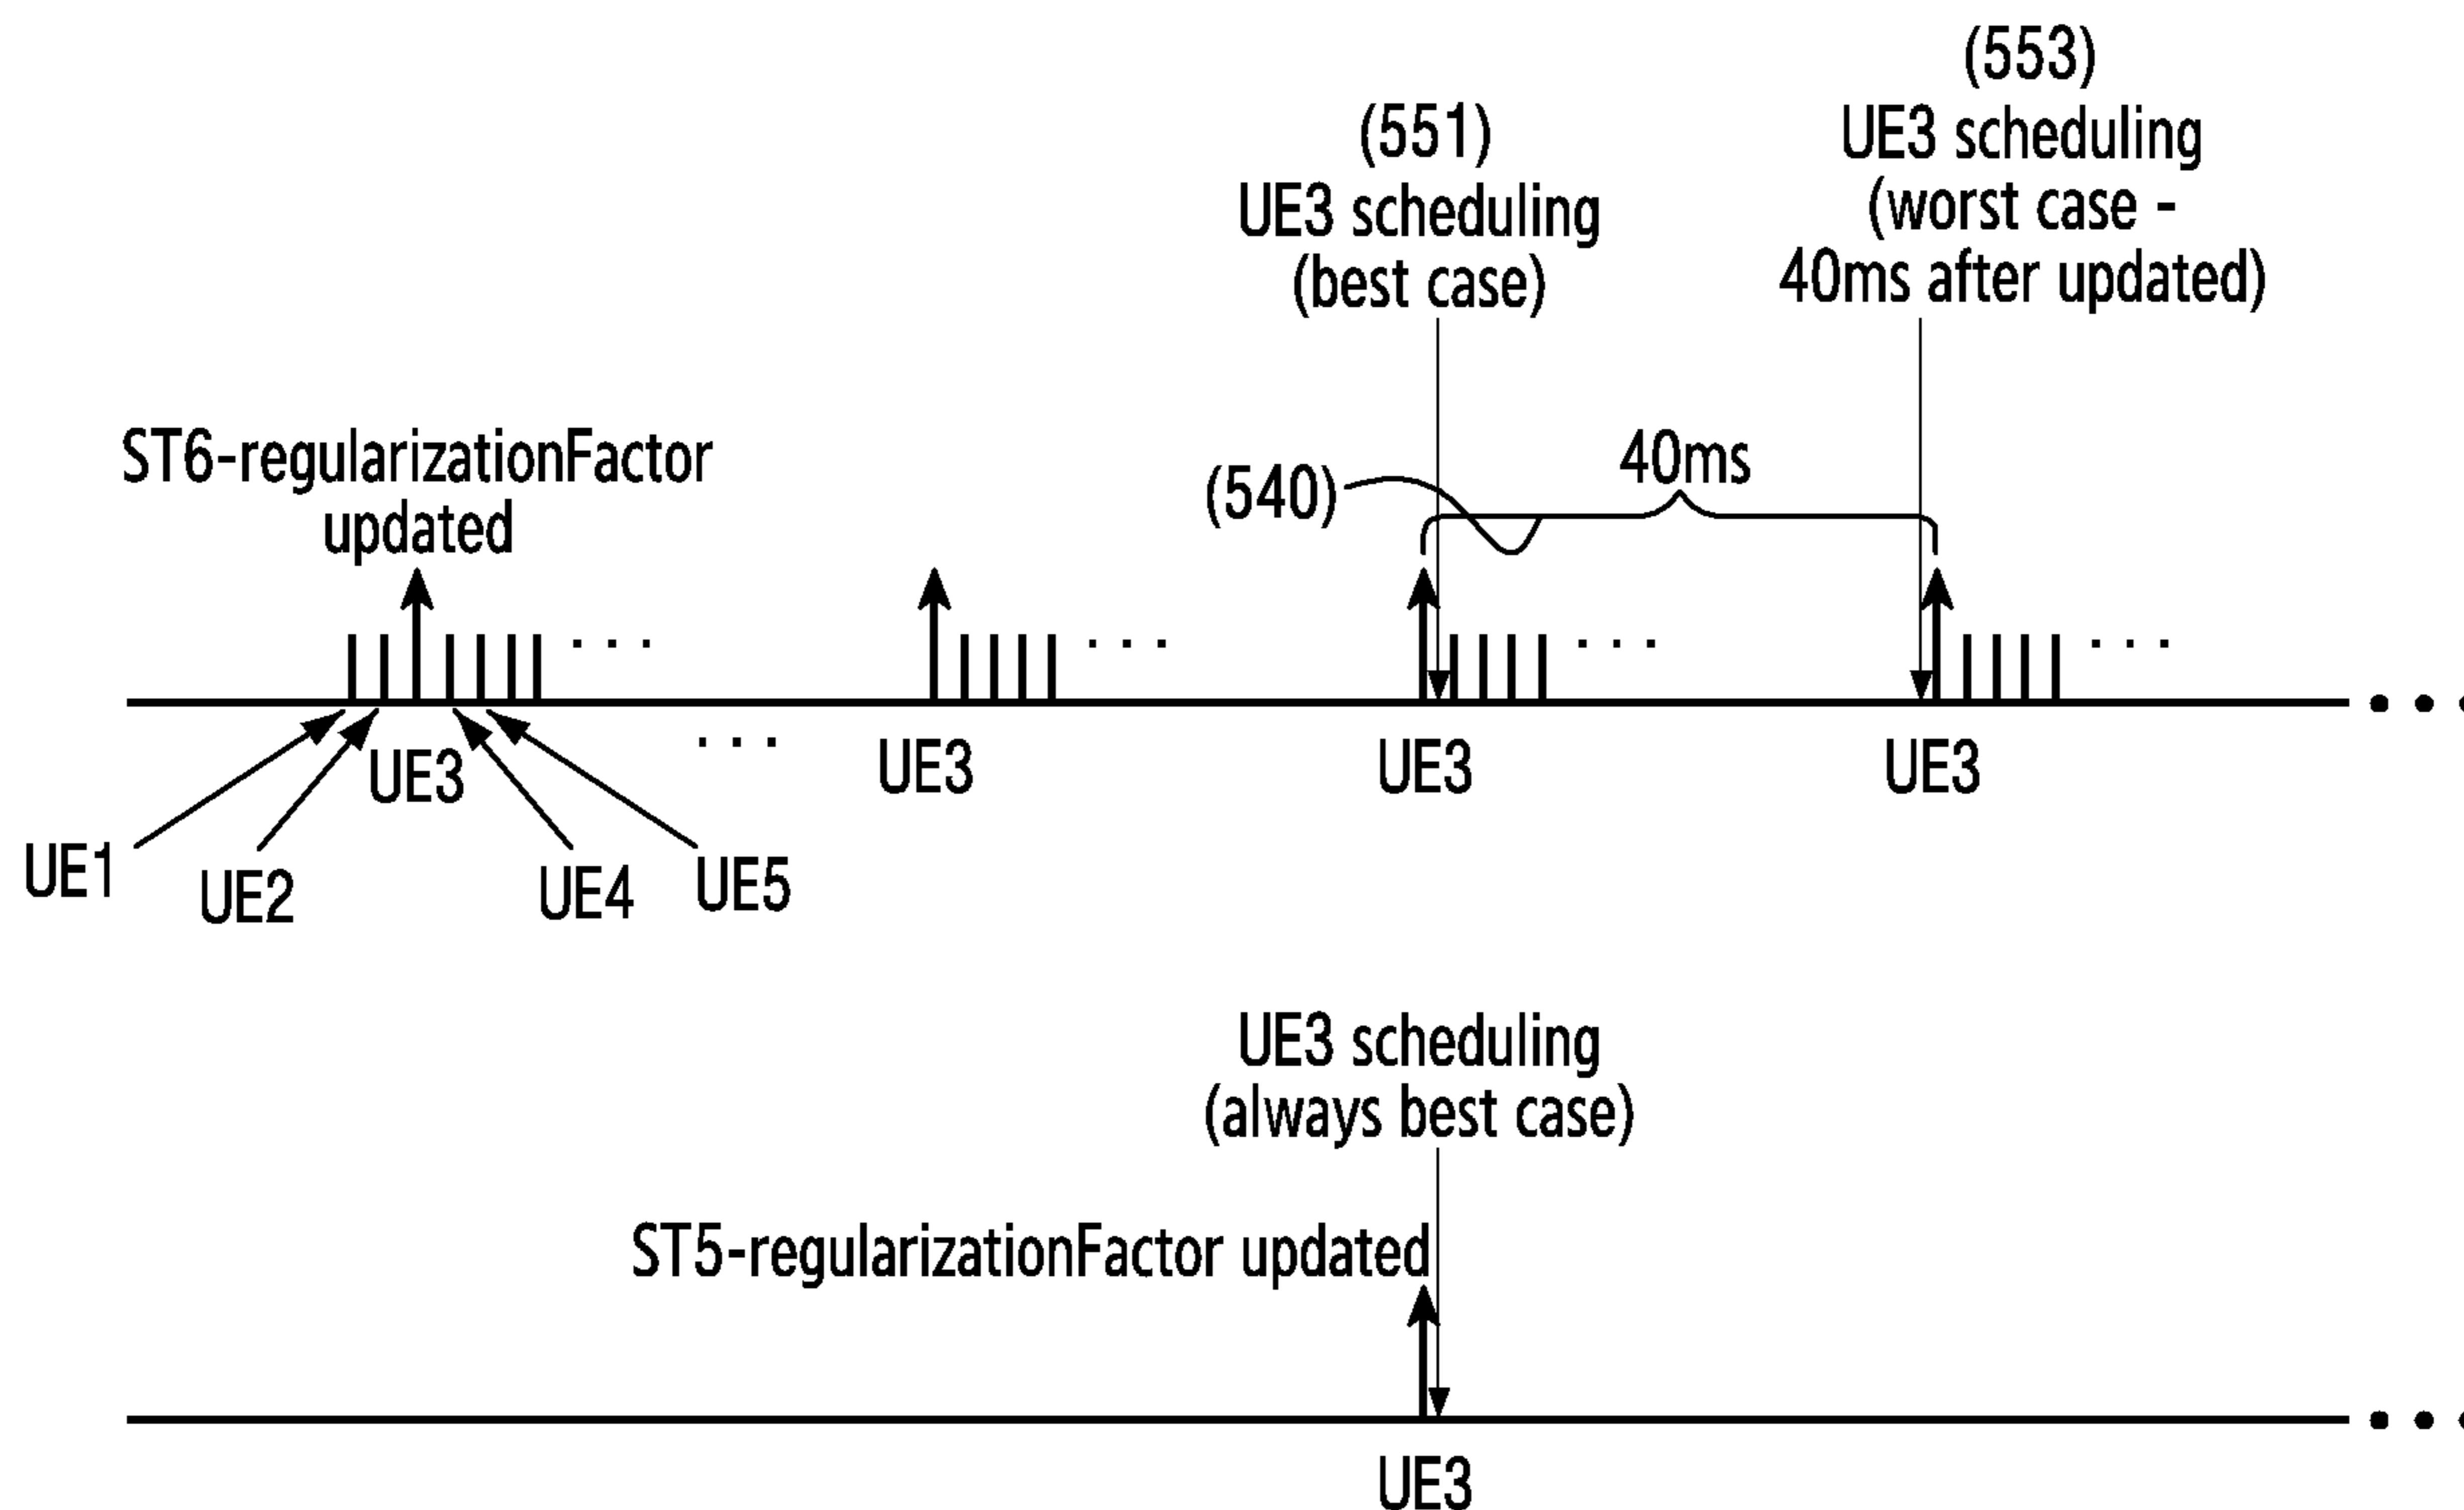 (553)
UE3 scheduling
(worst case -
40ms after updated)
(551)
UE3 scheduling
(best case)
ST6-regularizationFactor
updated
(540)
40ms
. . .
. . .
. . .
. . .
. . .
UE3
UE3
UE3
UE3
UE1
UE2
UE4
UE5
UE3 scheduling
(always best case)
ST5-regularizationFactor updated
UE3